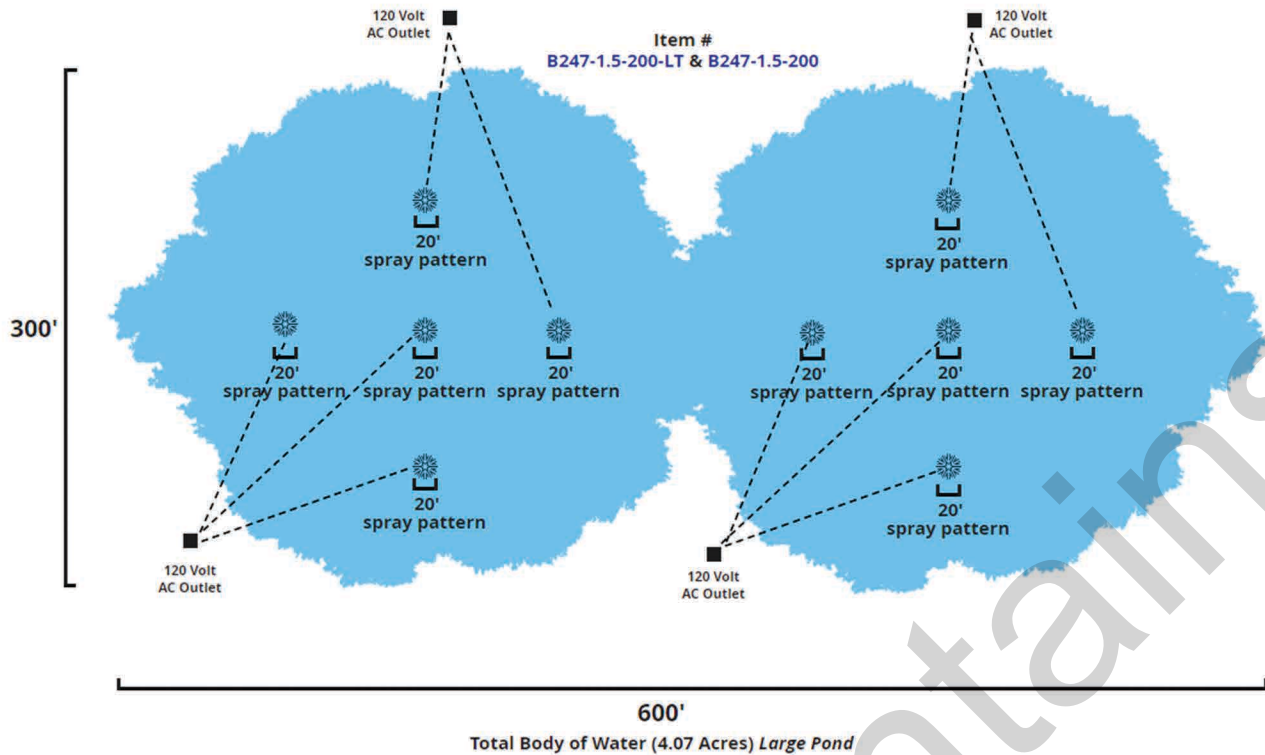 120 Volt
AC Outlet
120 Volt
AC Outlet
Item #
B247-1.5-200-LT & B247-1.5-200
20'
spray pattern
20'
spray pattern
300'
20'
spray pattern
20'
spray pattern
20'
spray pattern
20'
spray pattern
20'
spray pattern
20'
spray pattern
20'
spray pattern
20'
spray pattern
120 Volt
AC Outlet
120 Volt
AC Outlet
600'
Total Body of Water (4.07 Acres) Large Pond